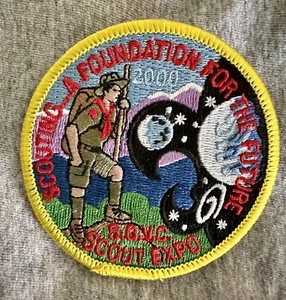 SCOUTING...A FOUNDATION FOR THE FUTURE
2000
S.G.V.C.
SCOUT EXPO